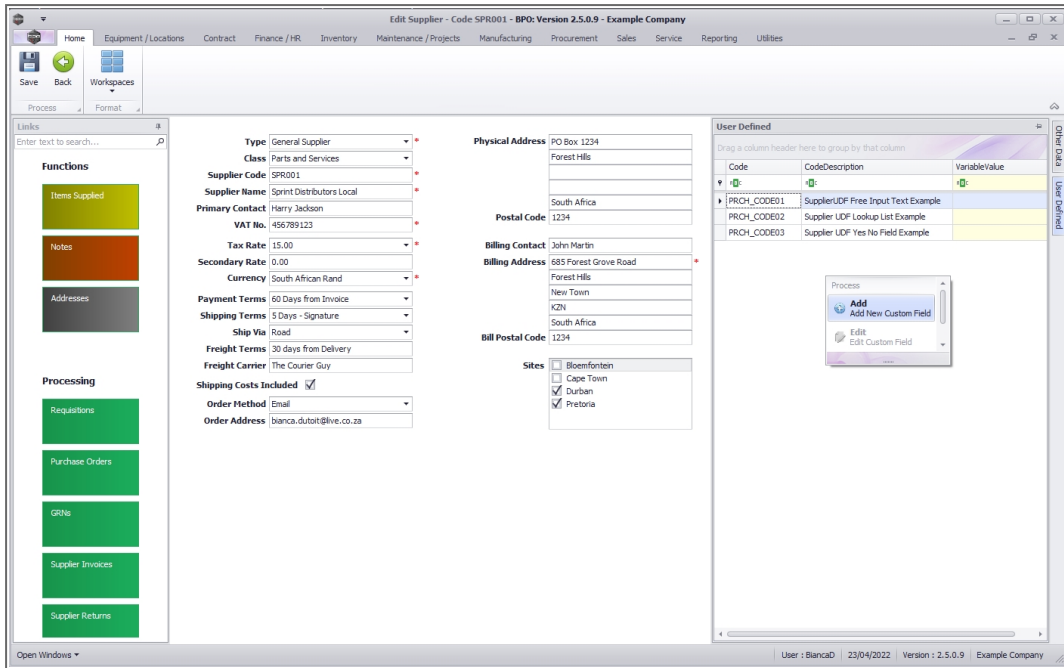 Edit Supplier - Code SPR001 - BPO: Version 2.5.0.9 - Example Company
Home Equipment / Locations Contract Finance / HR Inventory Maintenance / Projects Manufacturing Procurement Sales Service Reporting Utilities
Save Back Workspaces
Process Format
Links
Enter text to search...
Functions
Items Supplied
Notes
Addresses
Processing
Requisitions
Purchase Orders
GRNs
Supplier Invoices
Supplier Returns
Type General Supplier *
Class Parts and Services
Supplier Code SPR001 *
Supplier Name Sprint Distributors Local *
Primary Contact Harry Jackson
VAT No. 456789123 *
Tax Rate 15.00 *
Secondary Rate 0.00
Currency South African Rand *
Payment Terms 60 Days from Invoice
Shipping Terms 5 Days - Signature
Ship Via Road
Freight Terms 30 days from Delivery
Freight Carrier The Courier Guy
Shipping Costs Included
Order Method Email
Order Address bianca.dutoit@live.co.za
Physical Address PO Box 1234
Forest Hills
South Africa
Postal Code 1234
Billing Contact John Martin
Billing Address 685 Forest Grove Road *
Forest Hills
New Town
KZN
South Africa
Bill Postal Code 1234
Sites Bloemfontein
Cape Town
Durban
Pretoria
User Defined
Drag a column header here to group by that column
Code CodeDescription VariableValue
PRCH_CODE01 SupplierUDF Free Input Text Example
PRCH_CODE02 Supplier UDF Lookup List Example
PRCH_CODE03 Supplier UDF Yes No Field Example
Process
Add
Add New Custom Field
Edit
Edit Custom Field
Other Data
User Defined
Open Windows
User : BiancaD 23/04/2022 Version : 2.5.0.9 Example Company